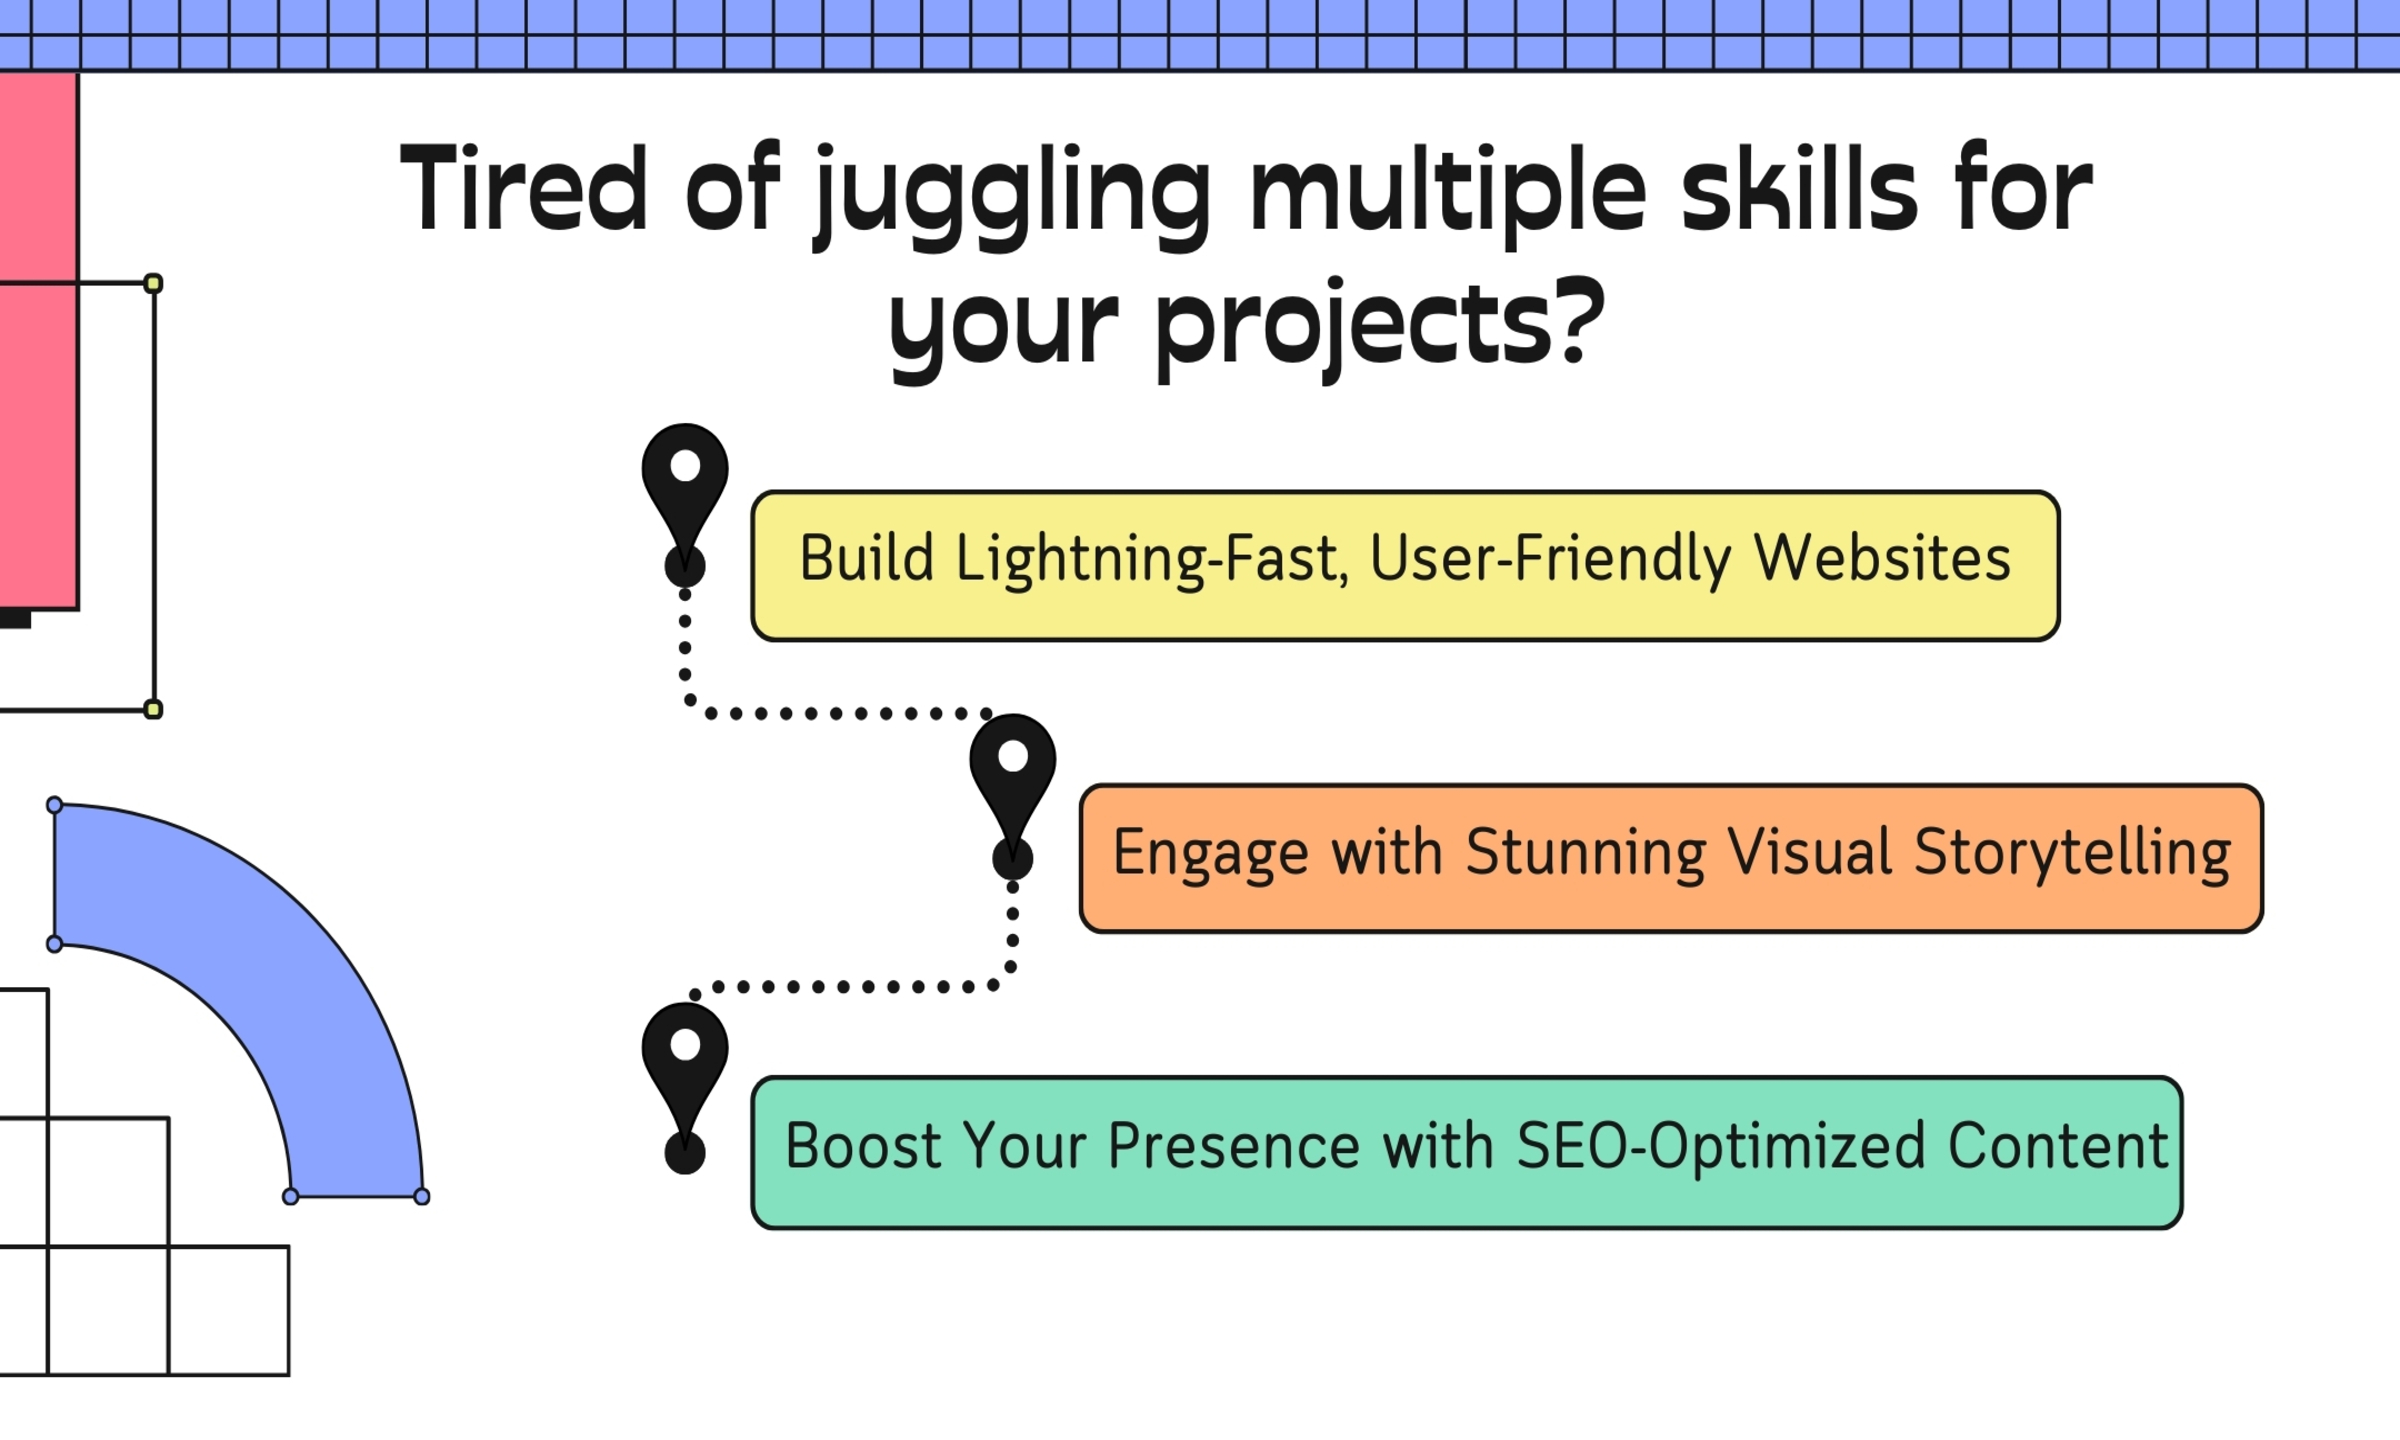 Tired of juggling multiple skills for
your projects?
Build Lightning-Fast, User-Friendly Websites
Engage with Stunning Visual Storytelling
Boost Your Presence with SEO-Optimized Content